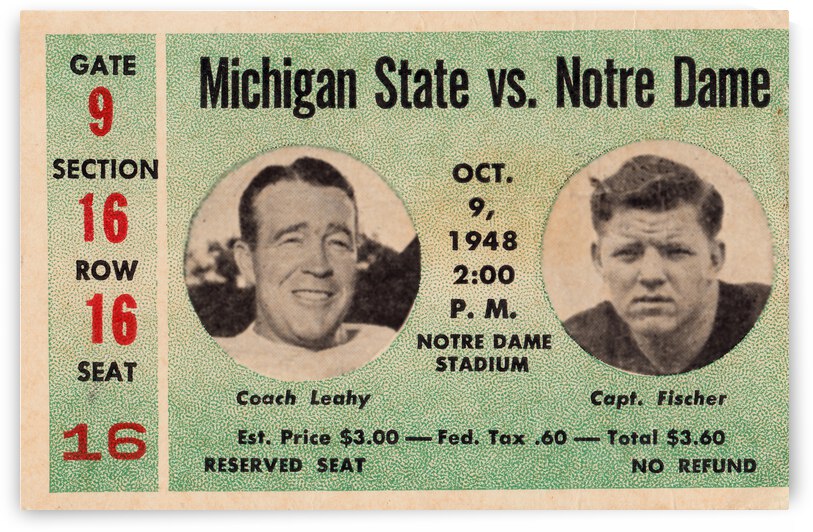 GATE
9
SECTION
16
ROW
16
SEAT
16
Michigan State vs. Notre Dame
OCT.
9,
1948
2:00
P. M.
NOTRE DAME
STADIUM
Coach Leahy
Capt. Fischer
Est. Price $3.00 — Fed. Tax .60 — Total $3.60
RESERVED SEAT
NO REFUND